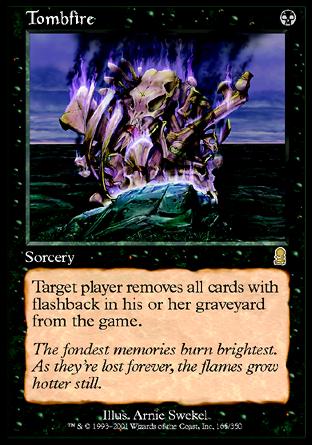 Tombfire
Sorcery
Target player removes all cards with
flashback in his or her graveyard
from the game.
The fondest memories burn brightest.
As they're lost forever, the flames grow
hotter still.
Illus. Arnie Swekel
™ & © 1993-2001 Wizards of the Coast, Inc. 165/350